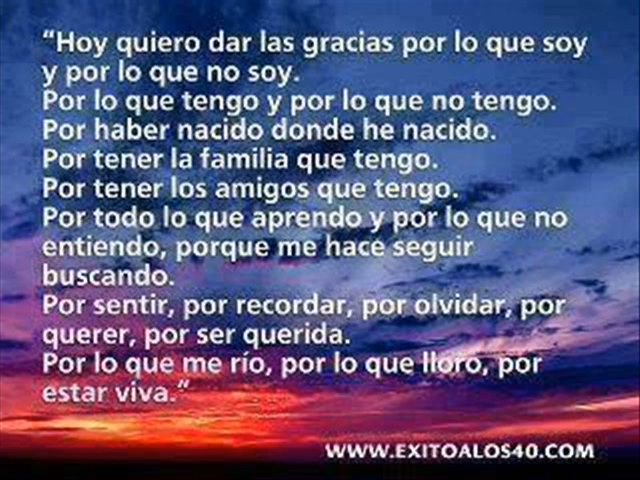 “Hoy quiero dar las gracias por lo que soy
y por lo que no soy.
Por lo que tengo y por lo que no tengo.
Por haber nacido donde he nacido.
Por tener la familia que tengo.
Por tener los amigos que tengo.
Por todo lo que aprendo y por lo que no
entiendo, porque me hace seguir
buscando.
Por sentir, por recordar, por olvidar, por
querer, por ser querida.
Por lo que me río, por lo que lloro, por
estar viva.”
WWW.EXITOALOS40.COM